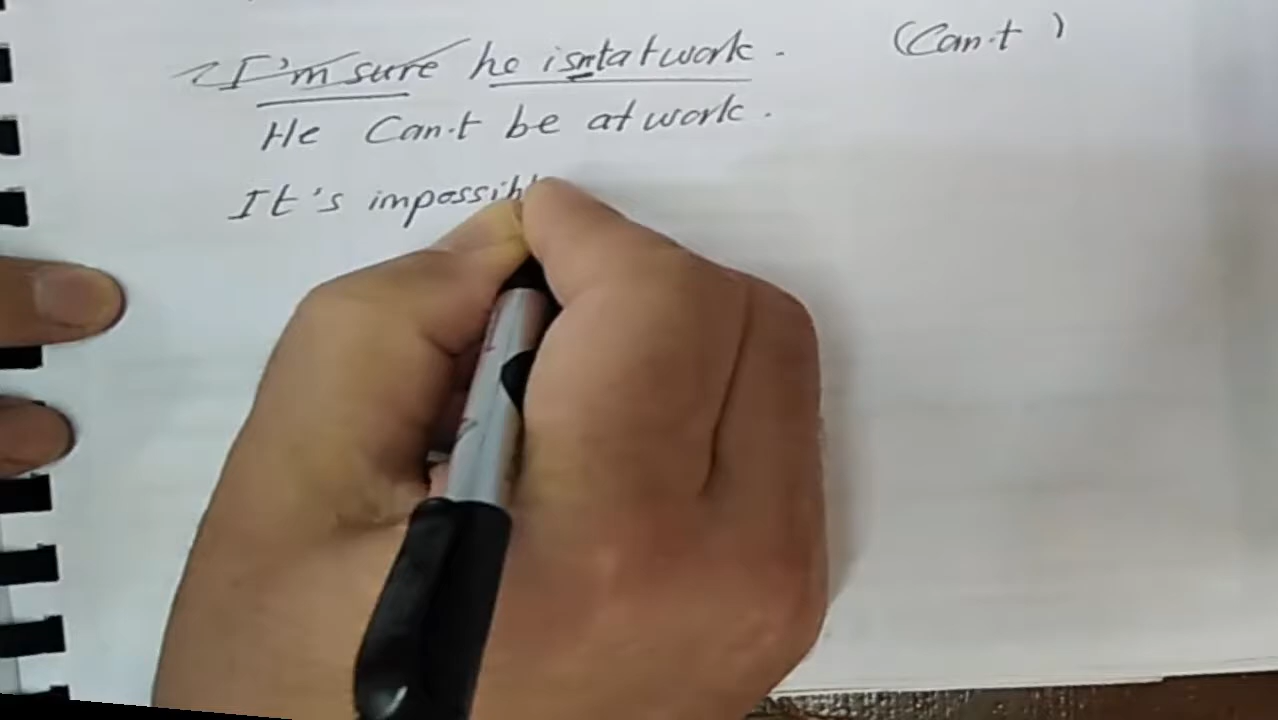 I'm sure he isn't at work. (Can't)
He Can't be at work.
It's impossib